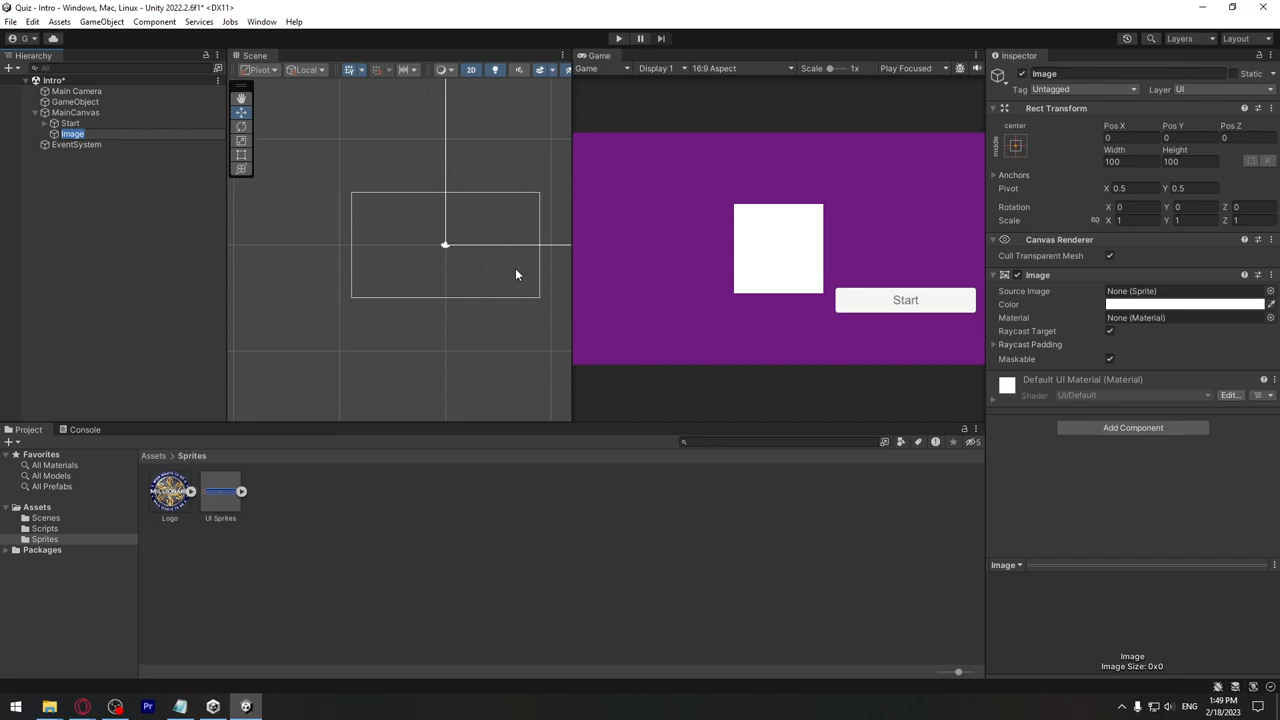 Quiz - Intro - Windows, Mac, Linux - Unity 2022.2.6f1* <DX11>
File Edit Assets GameObject Component Services Jobs Window Help
G Layers Layout
Hierarchy Scene Game Inspector
All Pivot Local 2D Game Display 1 16:9 Aspect Scale 1x Play Focused
Image Static
Tag Untagged Layer UI
Intro*
Main Camera
GameObject
MainCanvas
Start
Image
EventSystem
Start
Rect Transform
center
middle
Pos X Pos Y Pos Z
0 0 0
Width Height
100 100 R
Anchors
Pivot X 0.5 Y 0.5
Rotation X 0 Y 0 Z 0
Scale X 1 Y 1 Z 1
Canvas Renderer
Cull Transparent Mesh
Image
Source Image None (Sprite)
Color
Material None (Material)
Raycast Target
Raycast Padding
Maskable
Default UI Material (Material)
Shader UI/Default Edit...
Add Component
Project Console
5
Favorites
All Materials
All Models
All Prefabs
Assets
Scenes
Scripts
Sprites
Packages
Assets > Sprites
MILLIONAIRE
Logo UI Sprites
Image
Image
Image Size: 0x0
Pr ENG 1:49 PM
2/18/2023